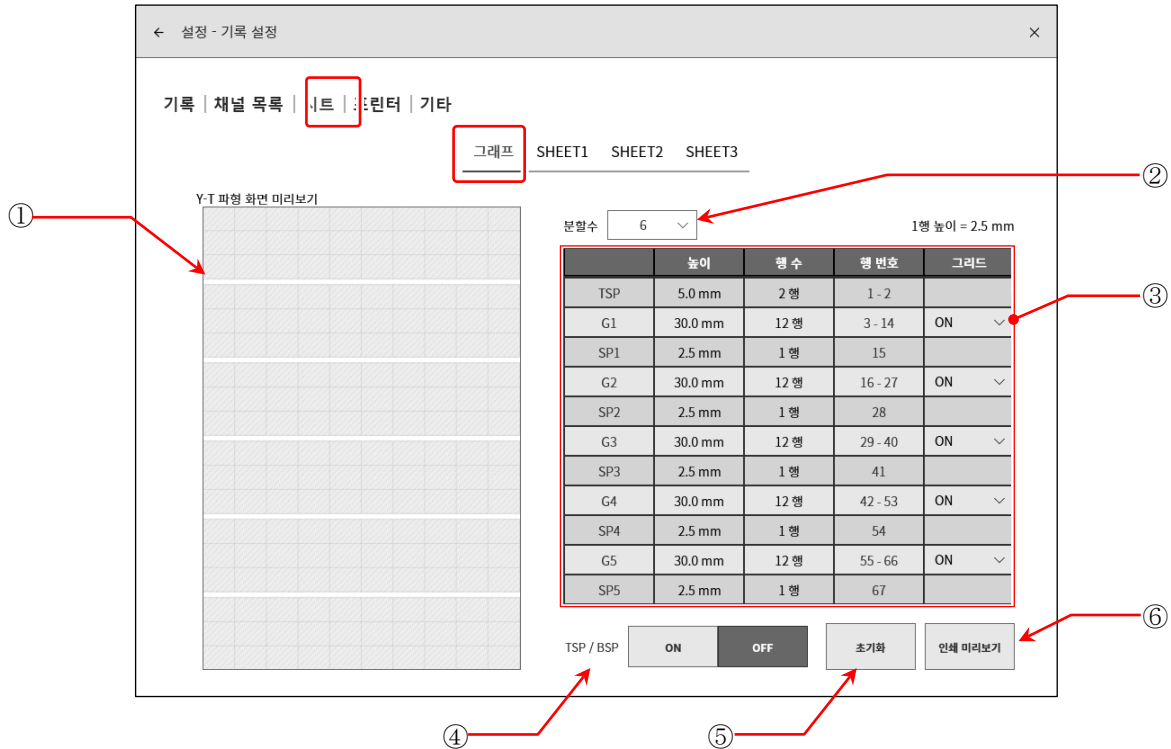 ← 설정 - 기록 설정 ×
기록 | 채널 목록 | 시트 | 프린터 | 기타
그래프 SHEET1 SHEET2 SHEET3
②
Y-T 파형 화면 미리보기
①
분할수 6 1행 높이 = 2.5 mm
높이 행 수 행 번호 그리드
TSP 5.0 mm 2 행 1 - 2
③
G1 30.0 mm 12 행 3 - 14 ON
SP1 2.5 mm 1 행 15
G2 30.0 mm 12 행 16 - 27 ON
SP2 2.5 mm 1 행 28
G3 30.0 mm 12 행 29 - 40 ON
SP3 2.5 mm 1 행 41
G4 30.0 mm 12 행 42 - 53 ON
SP4 2.5 mm 1 행 54
G5 30.0 mm 12 행 55 - 66 ON
SP5 2.5 mm 1 행 67
⑥
TSP / BSP ON OFF 초기화 인쇄 미리보기
④ ⑤